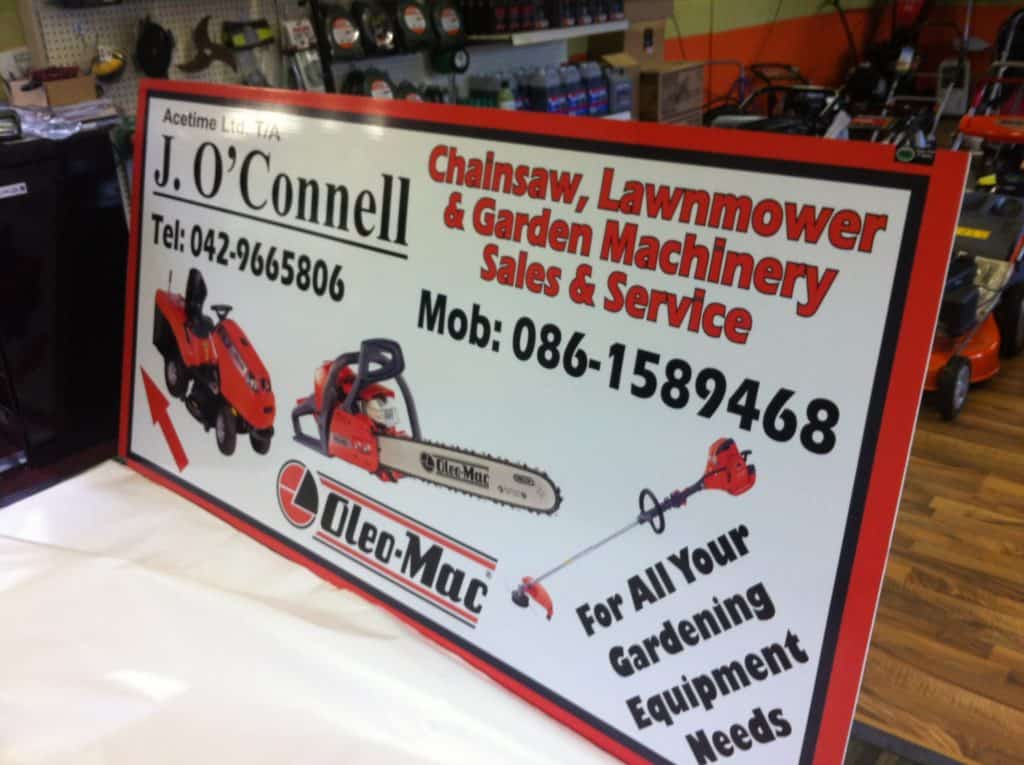 Acetime Ltd. T/A
J. O'Connell
Tel: 042-9665806
Chainsaw, Lawnmower
& Garden Machinery
Sales & Service
Mob: 086-1589468
Oleo-Mac
Oleo-Mac
For All Your
Gardening
Equipment
Needs